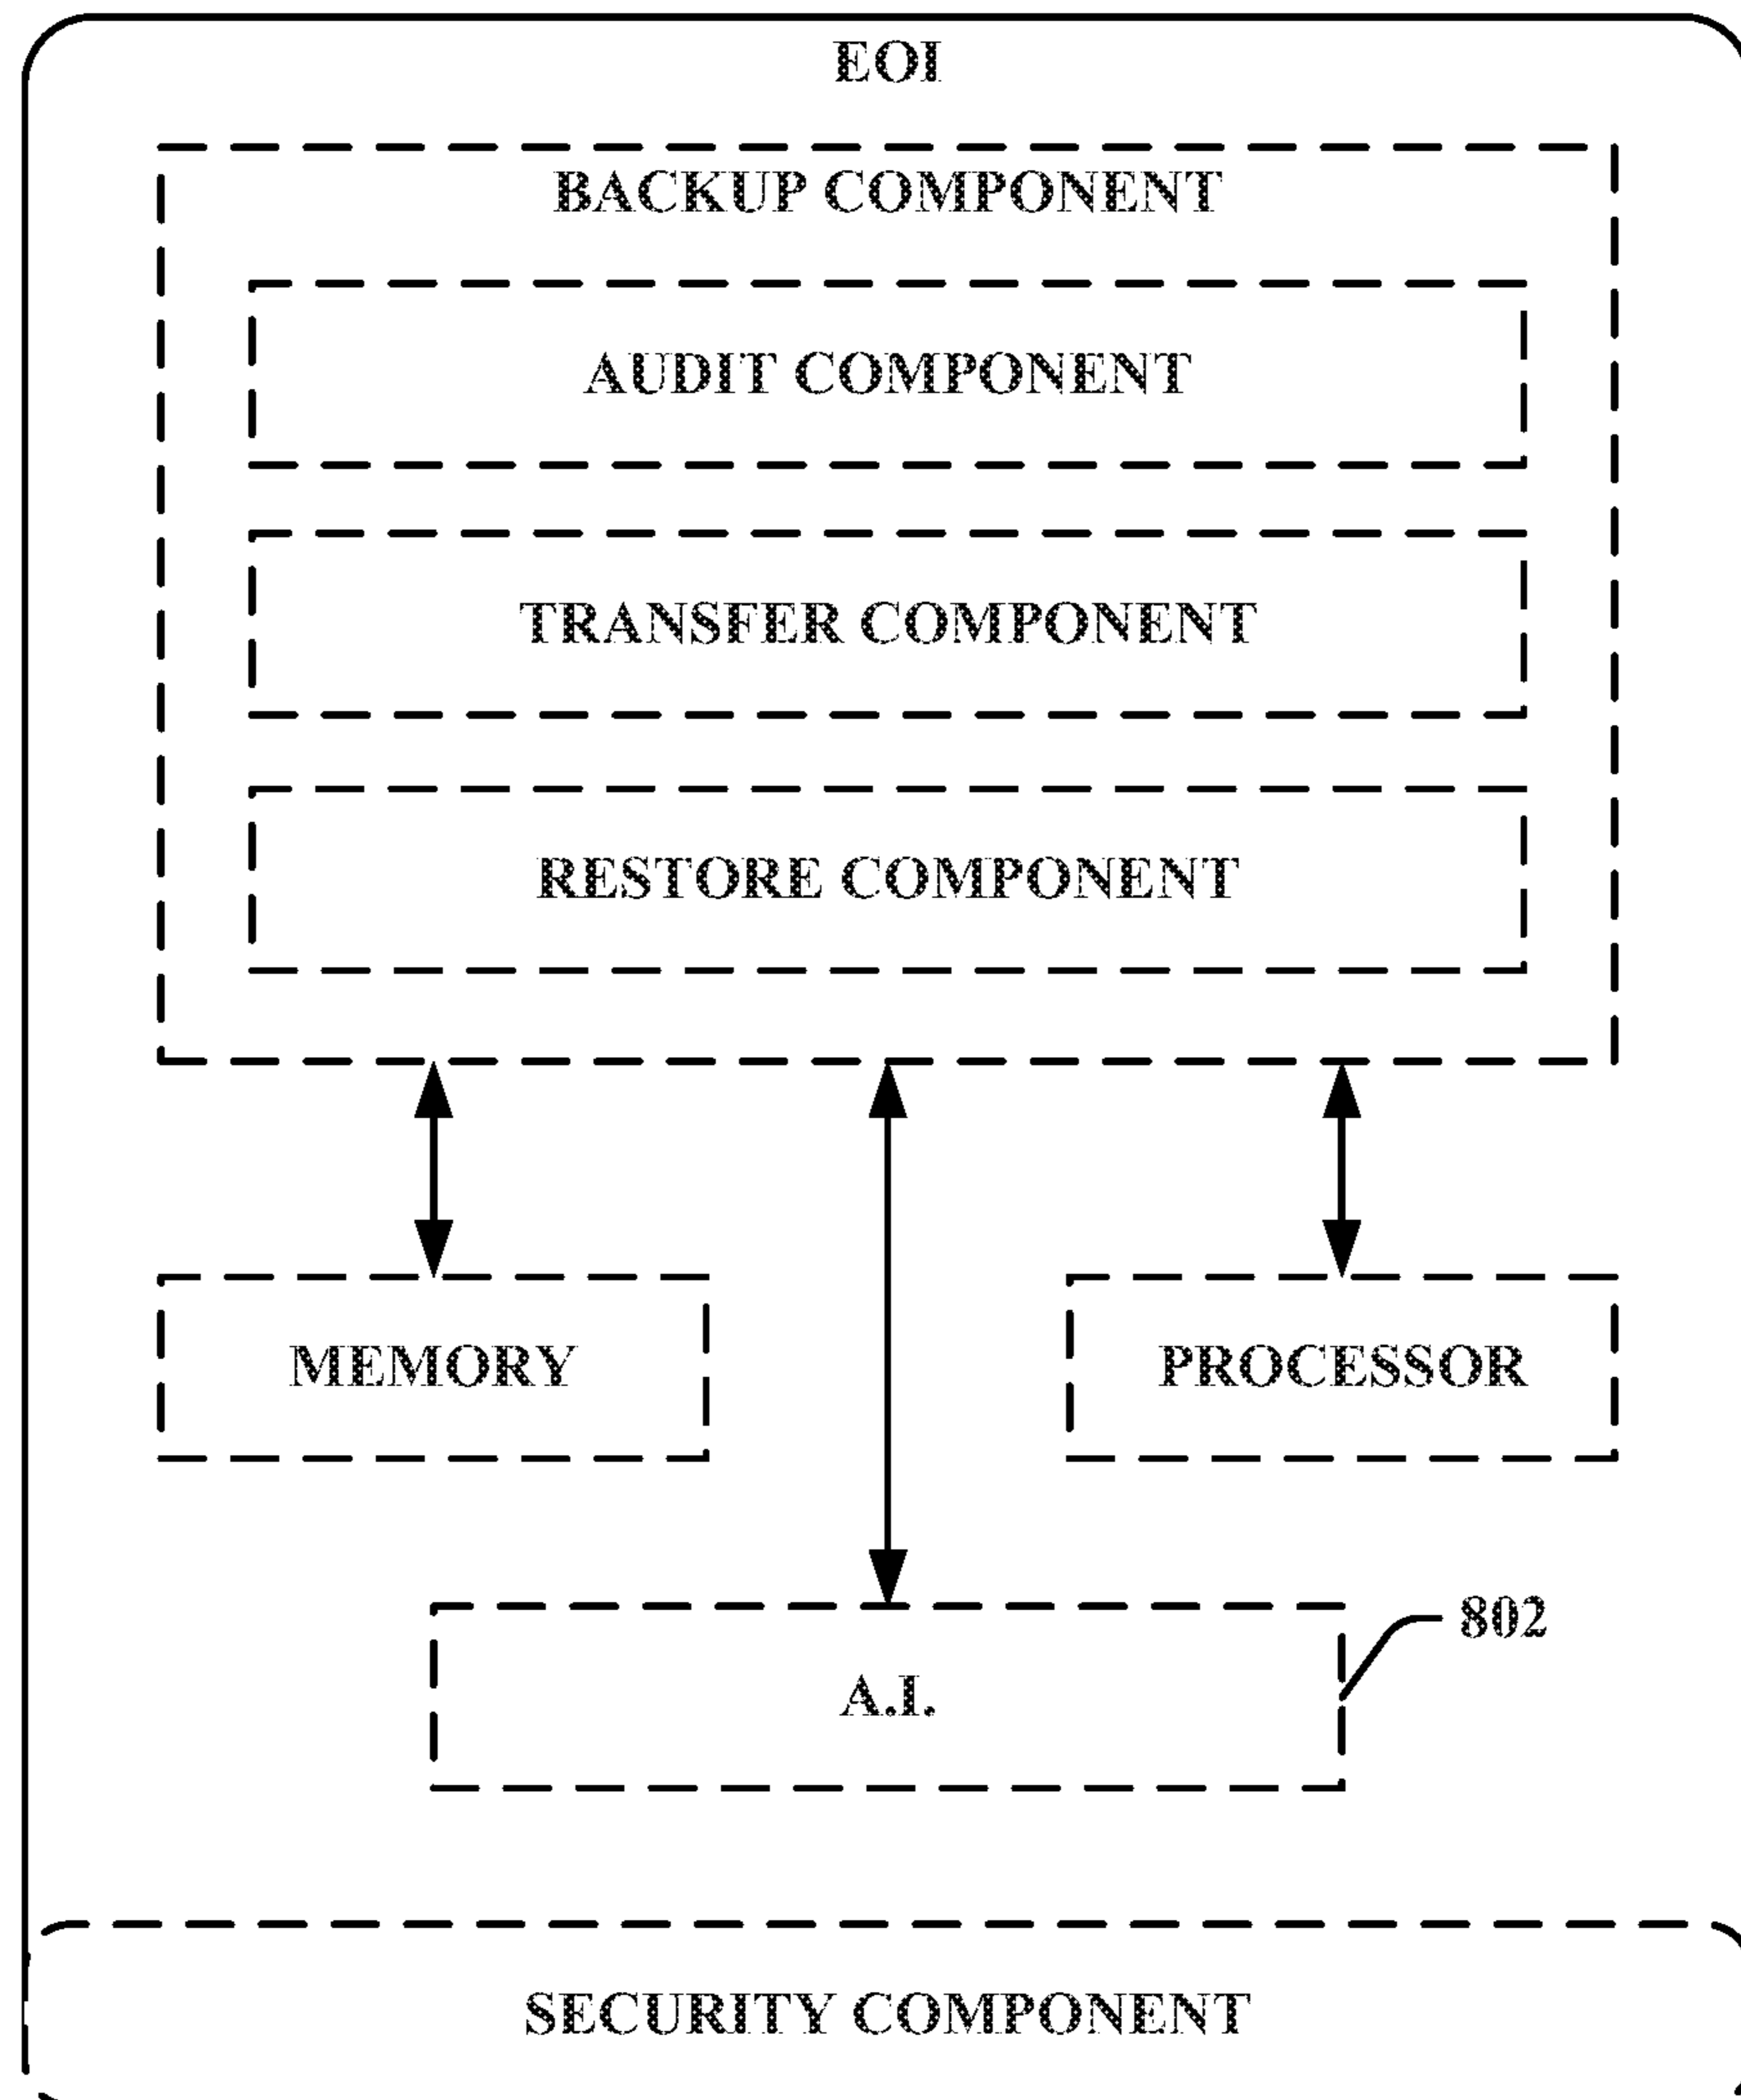 EOI
BACKUP COMPONENT
AUDIT COMPONENT
TRANSFER COMPONENT
RESTORE COMPONENT
MEMORY
PROCESSOR
802
A.I.
SECURITY COMPONENT